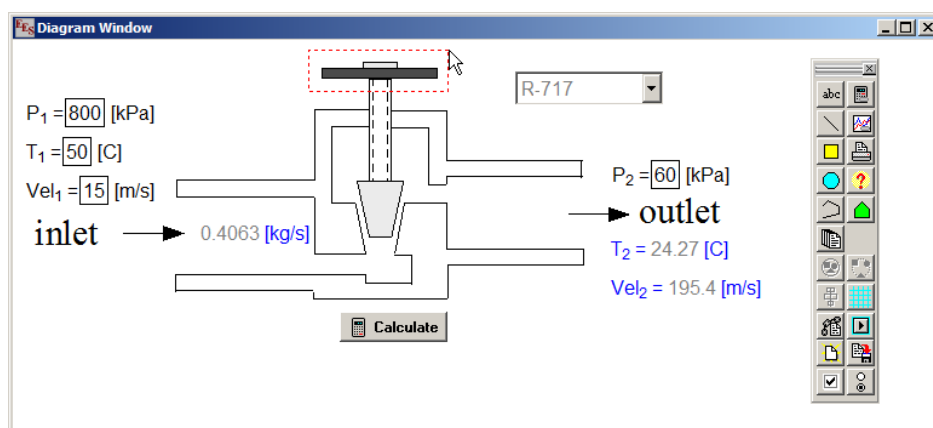 EES Diagram Window
R-717
P1 = 800 [kPa]
T1 = 50 [C]
Vel1 = 15 [m/s]
inlet
0.4063 [kg/s]
P2 = 60 [kPa]
outlet
T2 = 24.27 [C]
Vel2 = 195.4 [m/s]
Calculate
abc
?